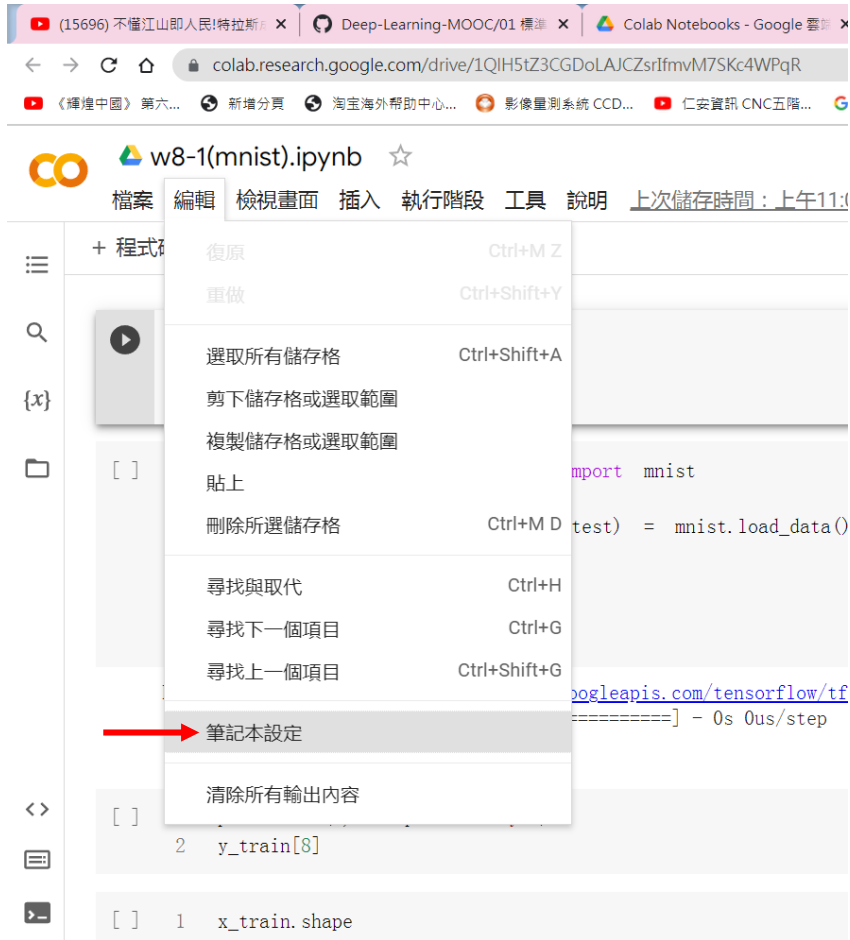 (15696) 不懂江山即人民!特拉斯
Deep-Learning-MOOC/01 標準
Colab Notebooks - Google 雲端
colab.research.google.com/drive/1QlH5tZ3CGDoLAJCZsrIfmvM7SKc4WPqR
《輝煌中國》 第六...
新增分頁
淘宝海外帮助中心...
影像量測系統 CCD...
仁安資訊 CNC五階...
CO
w8-1(mnist).ipynb
檔案 編輯 檢視畫面 插入 執行階段 工具 說明 上次儲存時間：上午11:
+ 程式
復原 Ctrl+M Z
重做 Ctrl+Shift+Y
選取所有儲存格 Ctrl+Shift+A
剪下儲存格或選取範圍
{x}
複製儲存格或選取範圍
[ ] mport mnist
貼上
刪除所選儲存格 Ctrl+M D
test) = mnist.load_data()
尋找與取代 Ctrl+H
尋找下一個項目 Ctrl+G
尋找上一個項目 Ctrl+Shift+G
oogleapis.com/tensorflow/tf
==========] - 0s 0us/step
筆記本設定
清除所有輸出內容
[ ]
2 y_train[8]
[ ] 1 x_train.shape